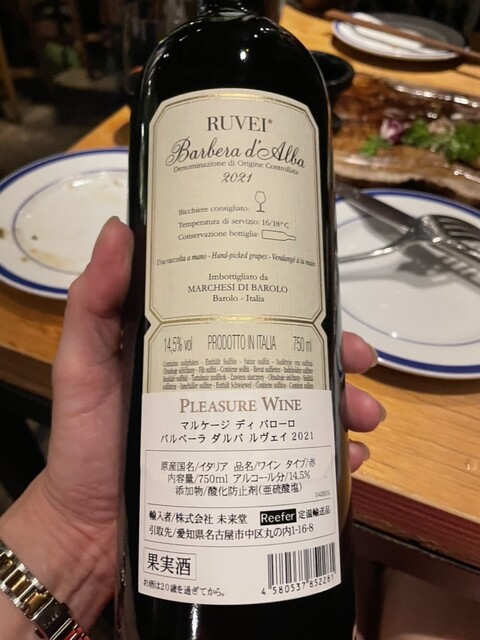 RUVEI®
Barbera d'Alba
Denominazione di Origine Controllata
2021
Bicchiere consigliato:
Temperatura di servizio: 16/18°C
Conservazione bottiglia:
Uva raccolta a mano - Hand-picked grapes - Vendangé à la main
Imbottigliato da
MARCHESI DI BAROLO
Barolo - Italia
14,5% vol PRODOTTO IN ITALIA 750 ml
Contains sulphites - Enthält Sulfite
PLEASURE WINE
マルケージ ディ バローロ
バルベーラ ダルバ ルヴェイ 2021
原産国名/イタリア 品名/ワイン タイプ/赤
内容量/750ml アルコール分/14.5%
添加物/酸化防止剤(亜硫酸塩)
輸入者/株式会社 未来堂 Reefer 定温輸送品
引取先/愛知県名古屋市中区丸の内1-16-8
果実酒
お酒は20歳を過ぎてから。
4 580537 852281